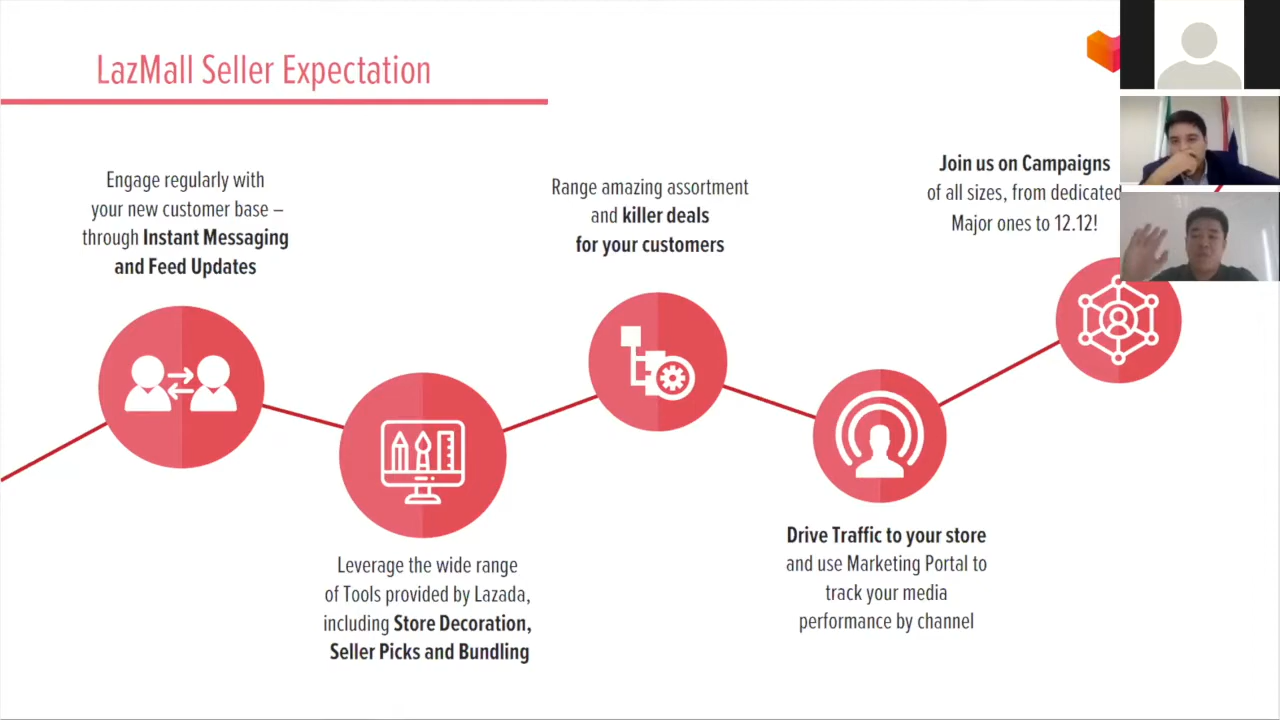 LazMall Seller Expectation
Engage regularly with
your new customer base –
through Instant Messaging
and Feed Updates
Leverage the wide range
of Tools provided by Lazada,
including Store Decoration,
Seller Picks and Bundling
Range amazing assortment
and killer deals
for your customers
Drive Traffic to your store
and use Marketing Portal to
track your media
performance by channel
Join us on Campaigns
of all sizes, from dedicated
Major ones to 12.12!